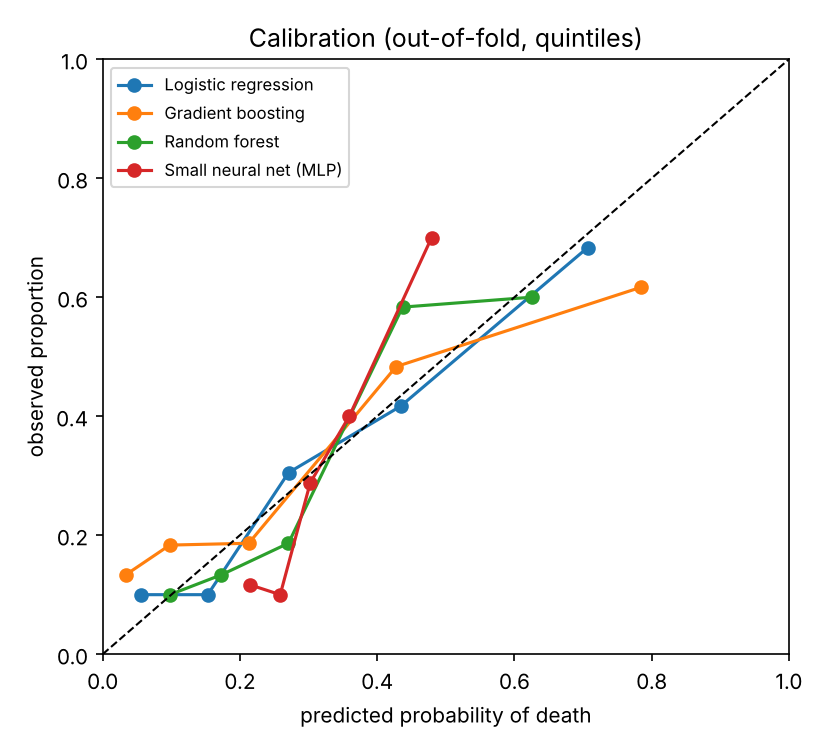 Calibration (out-of-fold, quintiles)
Logistic regression
Gradient boosting
Random forest
Small neural net (MLP)
observed proportion
1.0
0.8
0.6
0.4
0.2
0.0
0.0 0.2 0.4 0.6 0.8 1.0
predicted probability of death